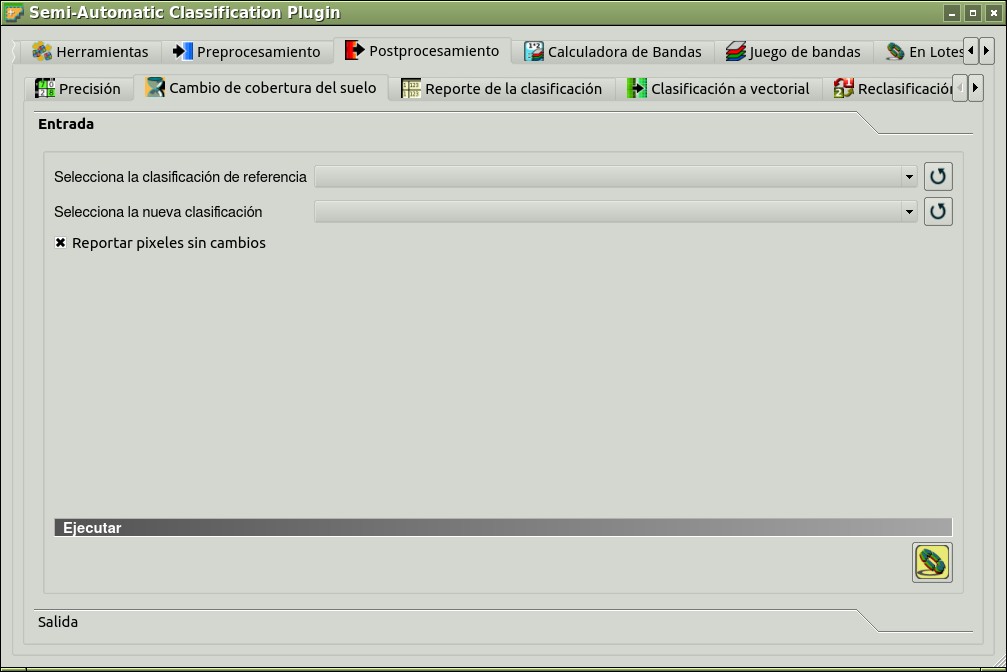 Semi-Automatic Classification Plugin
Herramientas Preprocesamiento Postprocesamiento Calculadora de Bandas Juego de bandas En Lotes
Precisión Cambio de cobertura del suelo Reporte de la clasificación Clasificación a vectorial Reclasificación
Entrada
Selecciona la clasificación de referencia
Selecciona la nueva clasificación
Reportar pixeles sin cambios
Ejecutar
Salida